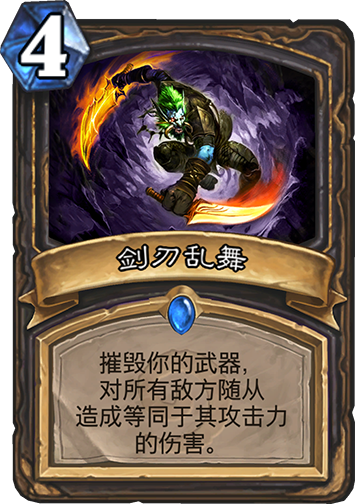 4
剑刃乱舞
摧毁你的武器，
对所有敌方随从
造成等同于其攻击力
的伤害。